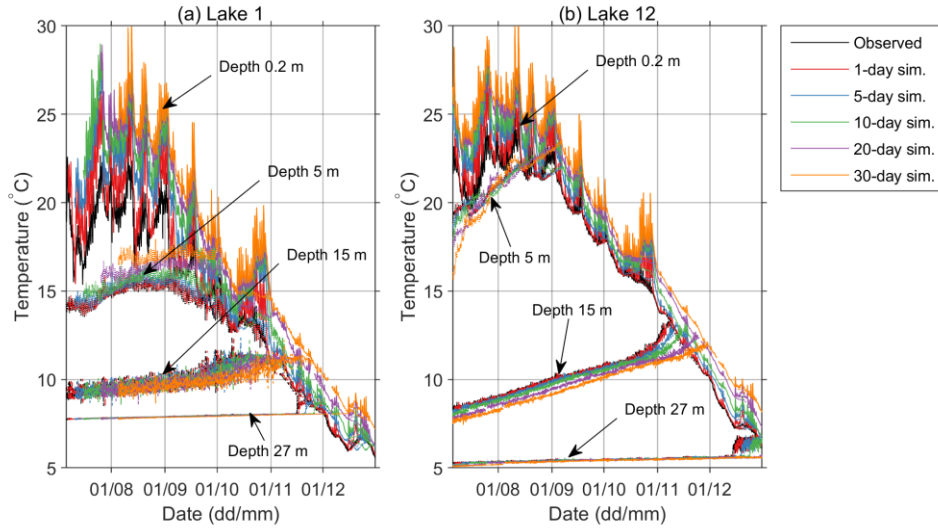 (a) Lake 1
(b) Lake 12
30
25
20
15
10
5
Temperature (°C)
Depth 0.2 m
Depth 5 m
Depth 15 m
Depth 27 m
01/08 01/09 01/10 01/11 01/12
Date (dd/mm)
30
25
20
15
10
5
Temperature (°C)
Depth 0.2 m
Depth 5 m
Depth 15 m
Depth 27 m
01/08 01/09 01/10 01/11 01/12
Date (dd/mm)
Observed
1-day sim.
5-day sim.
10-day sim.
20-day sim.
30-day sim.